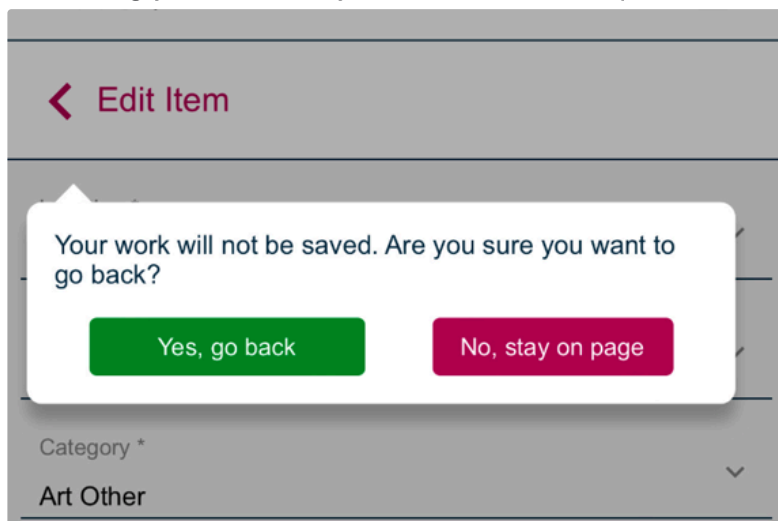 Edit Item
Your work will not be saved. Are you sure you want to
go back?
Yes, go back
No, stay on page
Category *
Art Other